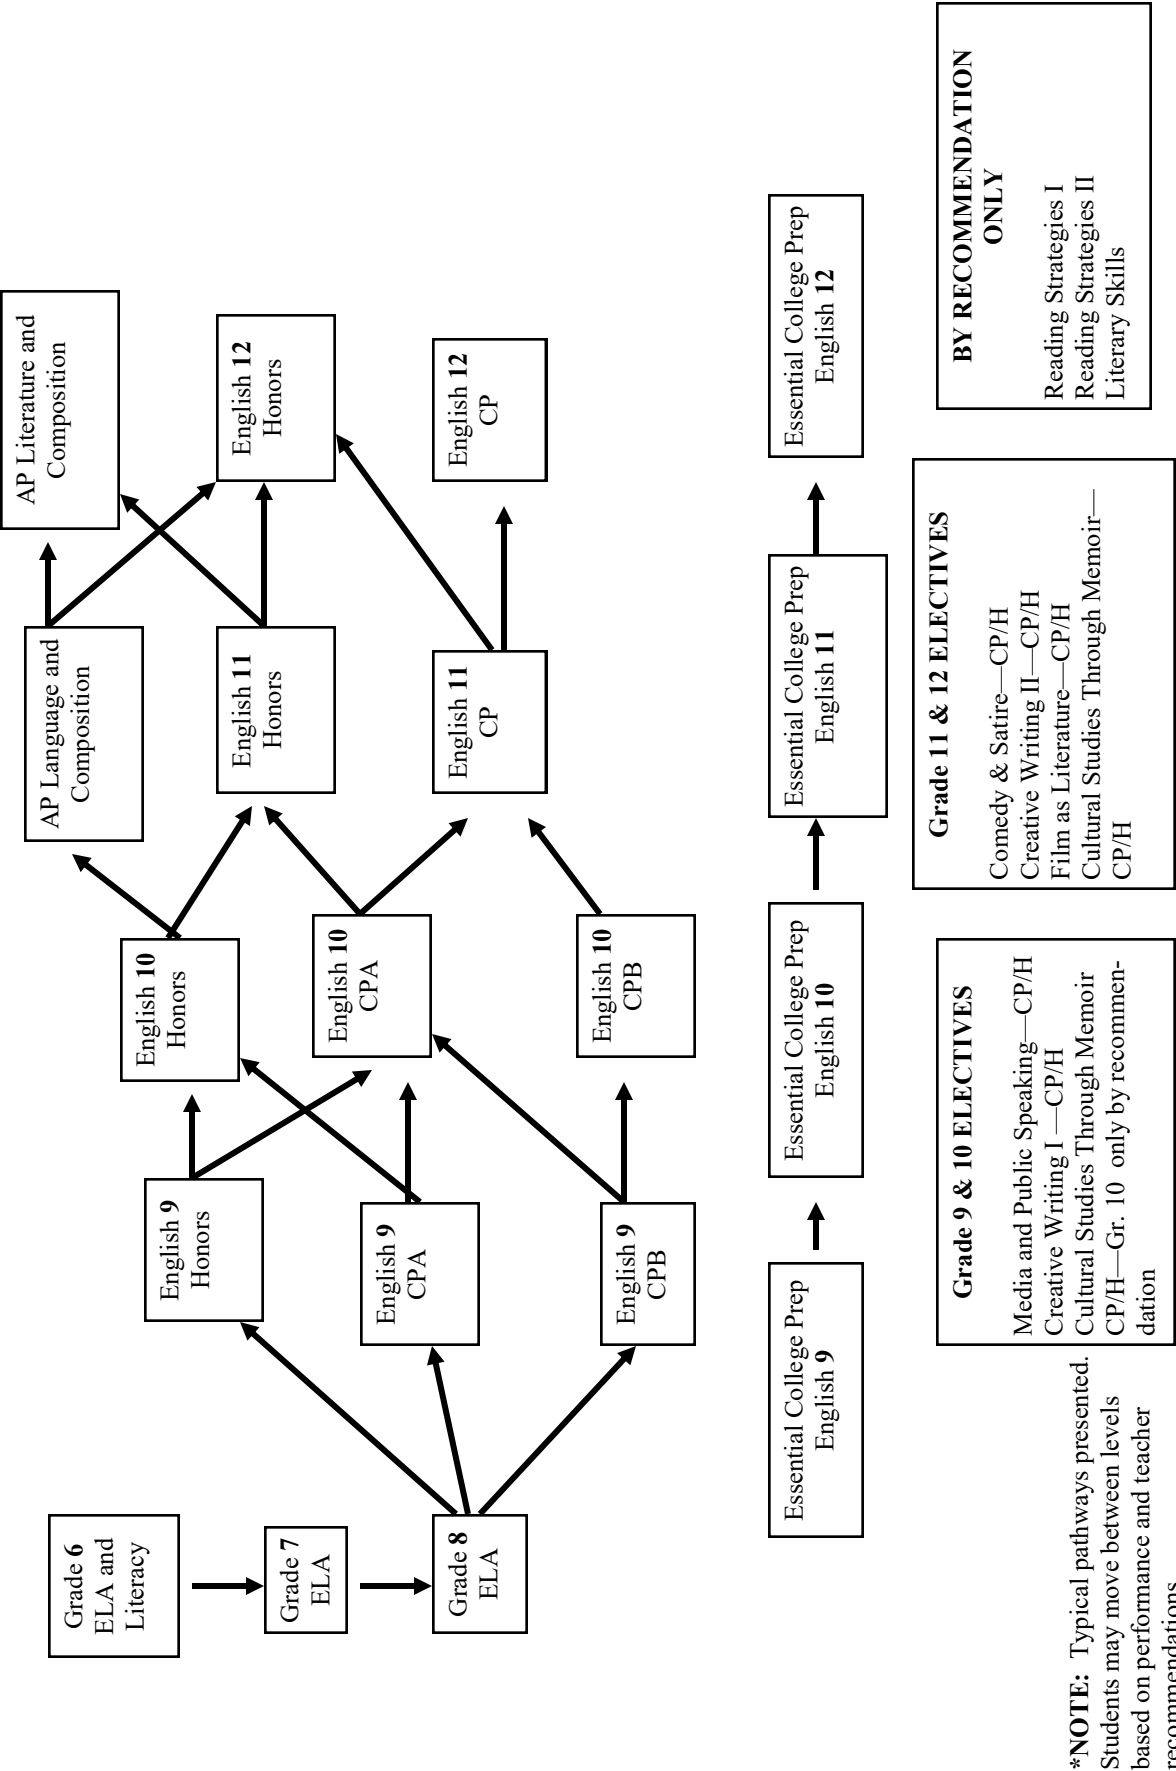 Grade 6
ELA and
Literacy
Grade 7
ELA
Grade 8
ELA
English 9
Honors
English 9
CPA
English 9
CPB
English 10
Honors
English 10
CPA
English 10
CPB
AP Language and
Composition
English 11
Honors
English 11
CP
AP Literature and
Composition
English 12
Honors
English 12
CP
Essential College Prep
English 9
Essential College Prep
English 10
Essential College Prep
English 11
Essential College Prep
English 12
*NOTE: Typical pathways presented.
Students may move between levels
based on performance and teacher
recommendations
Grade 9 & 10 ELECTIVES
Media and Public Speaking—CP/H
Creative Writing I —CP/H
Cultural Studies Through Memoir
CP/H—Gr. 10 only by recommen-
dation
Grade 11 & 12 ELECTIVES
Comedy & Satire—CP/H
Creative Writing II—CP/H
Film as Literature—CP/H
Cultural Studies Through Memoir—
CP/H
BY RECOMMENDATION
ONLY
Reading Strategies I
Reading Strategies II
Literary Skills